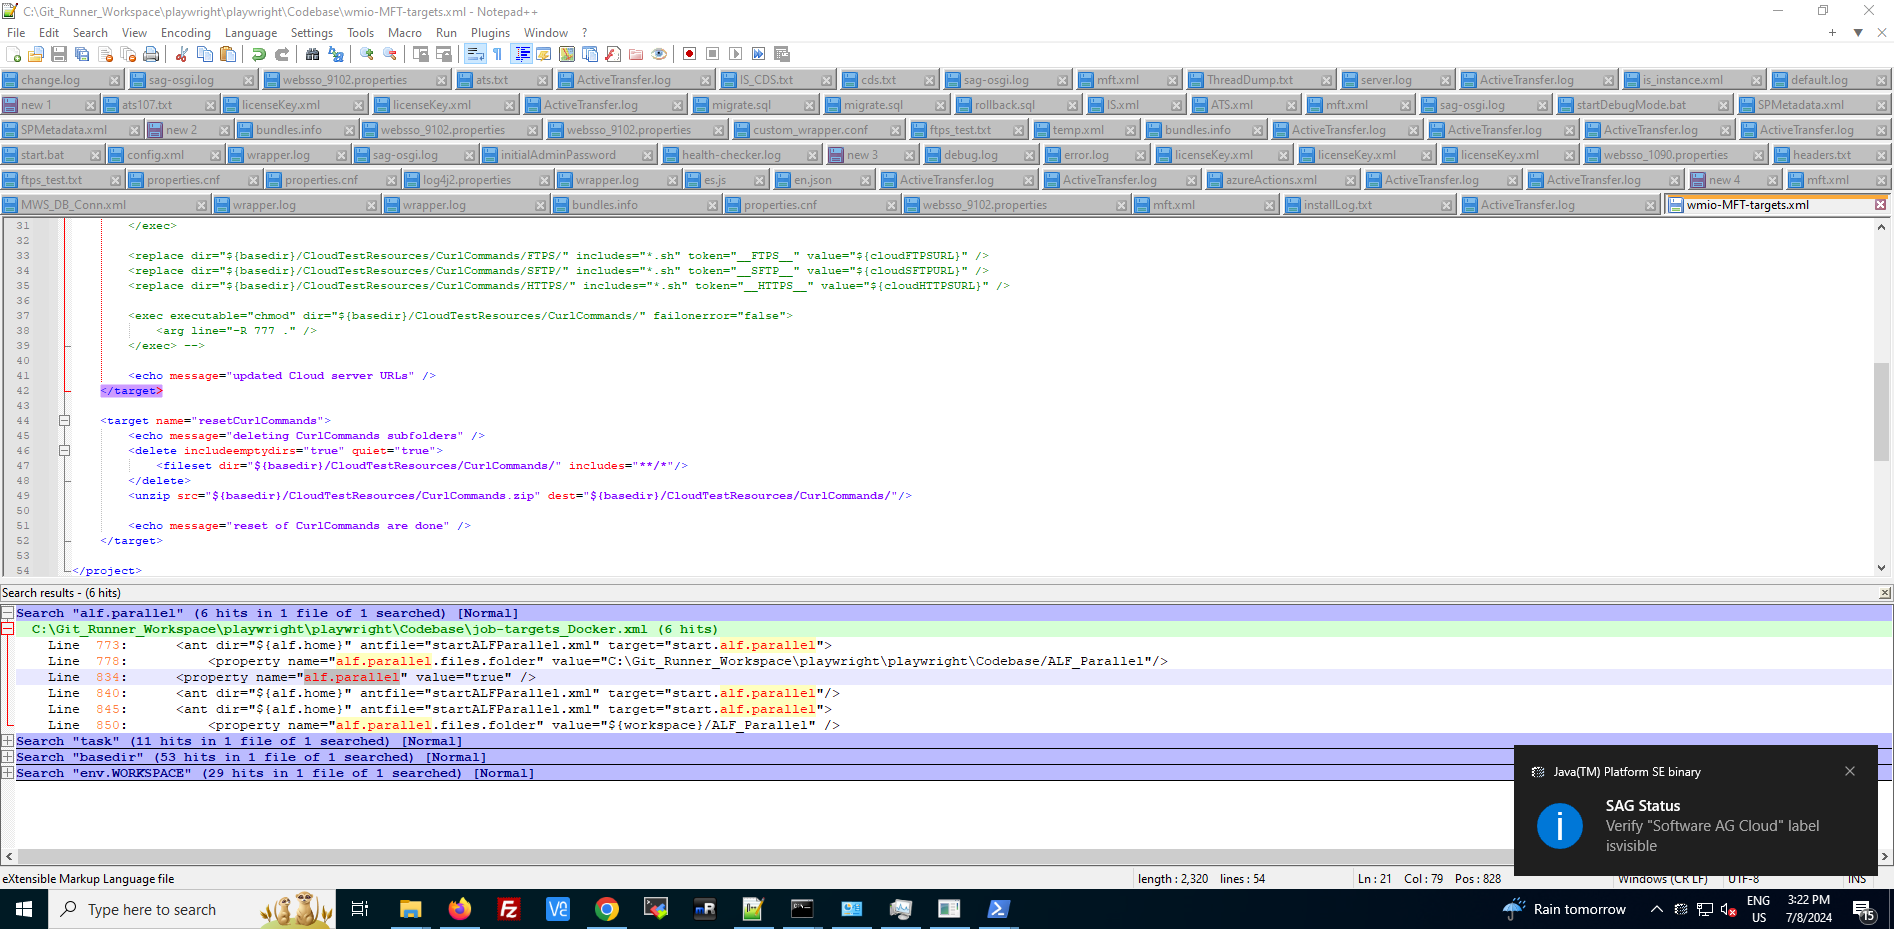 C:\Git_Runner_Workspace\playwright\playwright\Codebase\wmio-MFT-targets.xml - Notepad++
File Edit Search View Encoding Language Settings Tools Macro Run Plugins Window ?
change.log sag-osgi.log websso_9102.properties ats.txt ActiveTransfer.log IS_CDS.txt cds.txt sag-osgi.log mft.xml ThreadDump.txt server.log ActiveTransfer.log is_instance.xml default.log
new 1 ats107.txt licenseKey.xml licenseKey.xml ActiveTransfer.log migrate.sql migrate.sql rollback.sql IS.xml ATS.xml mft.xml sag-osgi.log startDebugMode.bat SPMetadata.xml
SPMetadata.xml new 2 bundles.info websso_9102.properties websso_9102.properties custom_wrapper.conf ftps_test.txt temp.xml bundles.info ActiveTransfer.log ActiveTransfer.log ActiveTransfer.log ActiveTransfer.log
start.bat config.xml wrapper.log sag-osgi.log initialAdminPassword health-checker.log new 3 debug.log error.log licenseKey.xml licenseKey.xml licenseKey.xml websso_1090.properties headers.txt
ftps_test.txt properties.cnf properties.cnf log4j2.properties wrapper.log es.js en.json ActiveTransfer.log ActiveTransfer.log azureActions.xml ActiveTransfer.log ActiveTransfer.log new 4 mft.xml
MWS_DB_Conn.xml wrapper.log wrapper.log bundles.info properties.cnf websso_9102.properties mft.xml installLog.txt ActiveTransfer.log wmio-MFT-targets.xml
31 </exec>
32
33 <replace dir="${basedir}/CloudTestResources/CurlCommands/FTPS/" includes="*.sh" token="__FTPS__" value="${cloudFTPSURL}" />
34 <replace dir="${basedir}/CloudTestResources/CurlCommands/SFTP/" includes="*.sh" token="__SFTP__" value="${cloudSFTPURL}" />
35 <replace dir="${basedir}/CloudTestResources/CurlCommands/HTTPS/" includes="*.sh" token="__HTTPS__" value="${cloudHTTPSURL}" />
36
37 <exec executable="chmod" dir="${basedir}/CloudTestResources/CurlCommands/" failonerror="false">
38 <arg line="-R 777 ." />
39 </exec> -->
40
41 <echo message="updated Cloud server URLs" />
42 </target>
43
44 <target name="resetCurlCommands">
45 <echo message="deleting CurlCommands subfolders" />
46 <delete includeemptydirs="true" quiet="true">
47 <fileset dir="${basedir}/CloudTestResources/CurlCommands/" includes="**/*"/>
48 </delete>
49 <unzip src="${basedir}/CloudTestResources/CurlCommands.zip" dest="${basedir}/CloudTestResources/CurlCommands/"/>
50
51 <echo message="reset of CurlCommands are done" />
52 </target>
53
54 </project>
Search results - (6 hits)
Search "alf.parallel" (6 hits in 1 file of 1 searched) [Normal]
C:\Git_Runner_Workspace\playwright\playwright\Codebase\job-targets_Docker.xml (6 hits)
Line 773: <ant dir="${alf.home}" antfile="startALFParallel.xml" target="start.alf.parallel">
Line 778: <property name="alf.parallel.files.folder" value="C:\Git_Runner_Workspace\playwright\playwright\Codebase/ALF_Parallel"/>
Line 834: <property name="alf.parallel" value="true" />
Line 840: <ant dir="${alf.home}" antfile="startALFParallel.xml" target="start.alf.parallel"/>
Line 845: <ant dir="${alf.home}" antfile="startALFParallel.xml" target="start.alf.parallel">
Line 850: <property name="alf.parallel.files.folder" value="${workspace}/ALF_Parallel" />
Search "task" (11 hits in 1 file of 1 searched) [Normal]
Search "basedir" (53 hits in 1 file of 1 searched) [Normal]
Search "env.WORKSPACE" (29 hits in 1 file of 1 searched) [Normal]
Java(TM) Platform SE binary
SAG Status
Verify "Software AG Cloud" label
isvisible
eXtensible Markup Language file length : 2,320 lines : 54 Ln : 21 Col : 79 Pos : 828 Windows (CR LF) UTF-8 INS
Type here to search Rain tomorrow ENG US 3:22 PM 7/8/2024 15